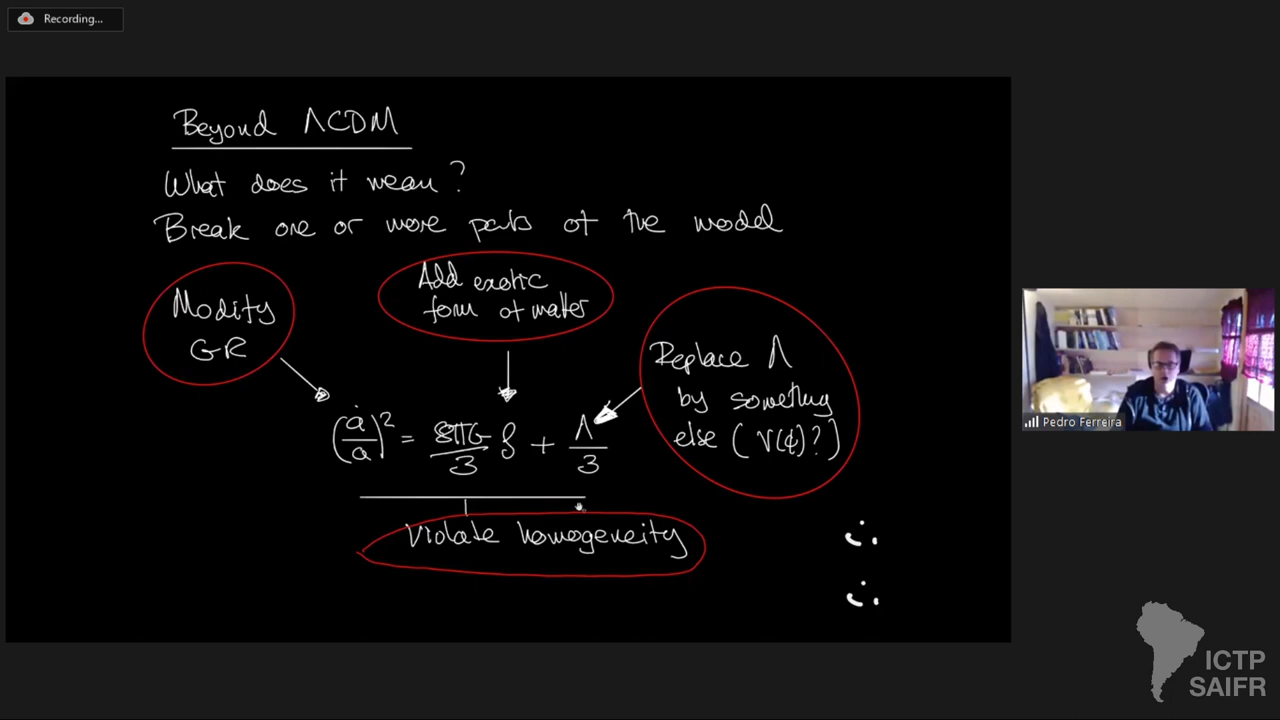 Recording...
Beyond ΛCDM
What does it mean?
Break one or more parts of the model
Modify
GR
Add exotic
form of matter
Replace Λ
by something
else (V(ϕ)?)
(ȧ/a)² = 8πG/3 ρ + Λ/3
Violate homogeneity
Pedro Ferreira
ICTP
SAIFR